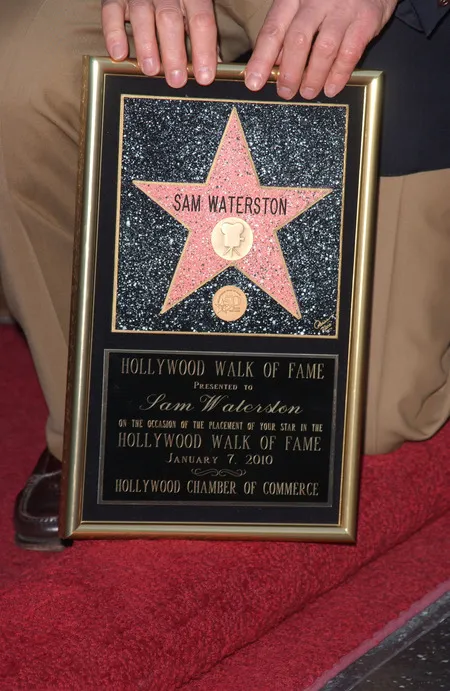 SAM WATERSTON
HOLLYWOOD WALK OF FAME
PRESENTED TO
Sam Waterston
ON THE OCCASION OF THE PLACEMENT OF YOUR STAR IN THE
HOLLYWOOD WALK OF FAME
JANUARY 7, 2010
HOLLYWOOD CHAMBER OF COMMERCE